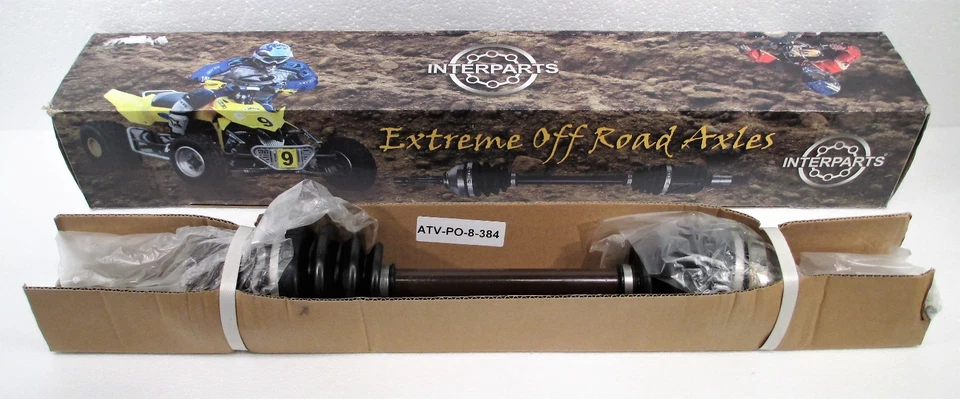 INTERPARTS
9
9
Extreme Off Road Axles
INTERPARTS
ATV-PO-8-384